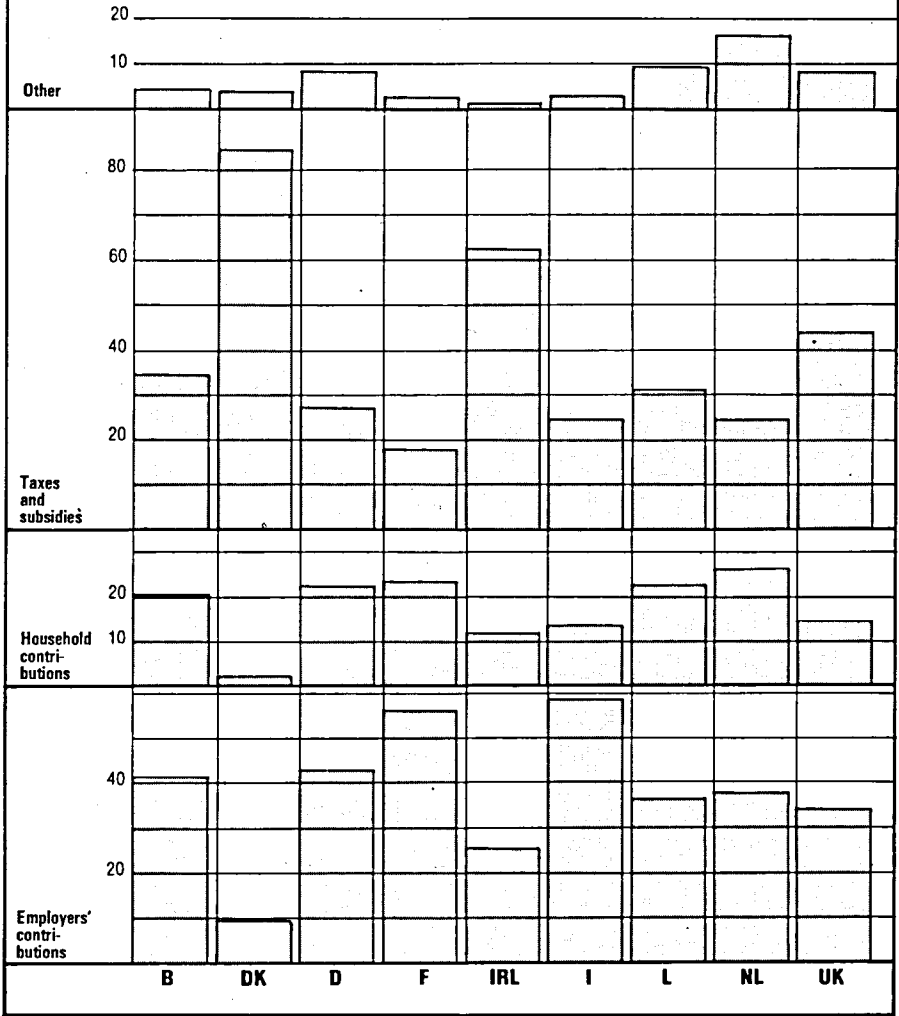 20
10
Other
80
60
40
20
Taxes
and
subsidies
20
Household
10
contri-
butions
40
20
Employers'
contri-
butions
B DK D F IRL I L NL UK